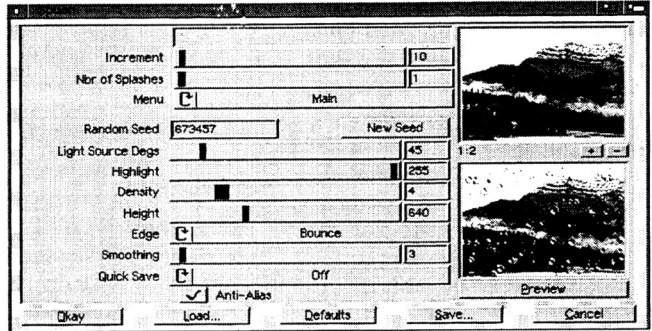 Increment 10
Nbr of Splashes 1
Menu Main
Random Seed 673457 New Seed
Light Source Degs 45
1:2 + -
Highlight 255
Density 4
Height 640
Edge Bounce
Smoothing 3
Quick Save Off
Preview
Anti-Alias
Okay Load... Defaults Save... Cancel